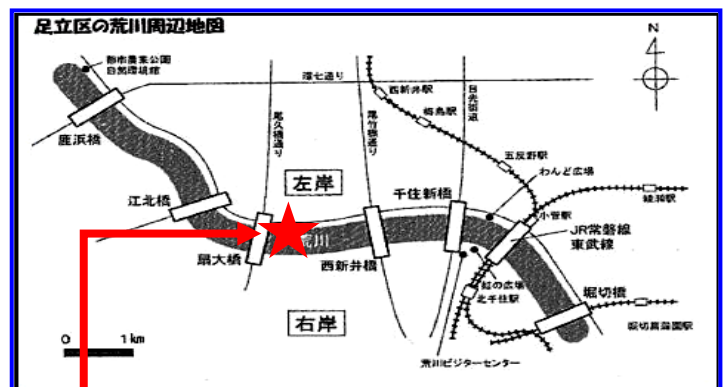 足立区の荒川周辺地図
N
都市農業公園
自然環境館
環七通り
西新井駅
梅島駅
日光街道
尾久橋通り
尾竹橋通り
五反野駅
わんど広場
鹿浜橋
左岸
千住新橋
綾瀬駅
江北橋
小菅駅
JR常磐線
東武線
荒川
扇大橋
西新井橋
虹の広場
北千住駅
堀切橋
右岸
堀切菖蒲園駅
0 1km
荒川ビジターセンター